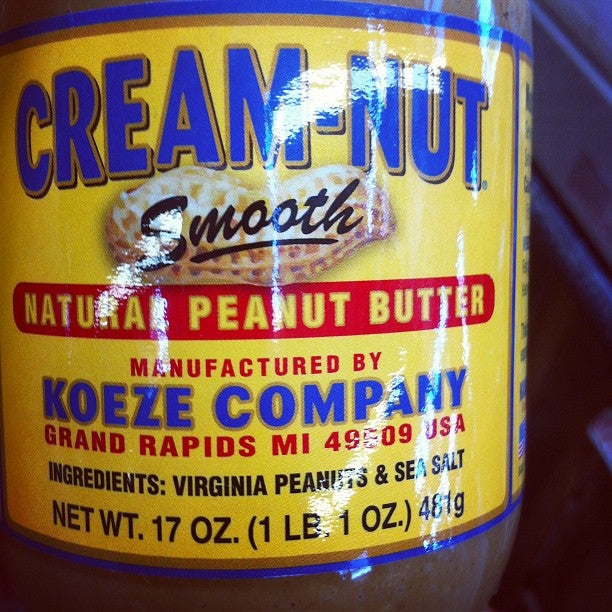 CREAM-NUT
Smooth
NATURAL PEANUT BUTTER
MANUFACTURED BY
KOEZE COMPANY
GRAND RAPIDS MI 49509 USA
INGREDIENTS: VIRGINIA PEANUTS & SEA SALT
NET WT. 17 OZ. (1 LB. 1 OZ.) 481g